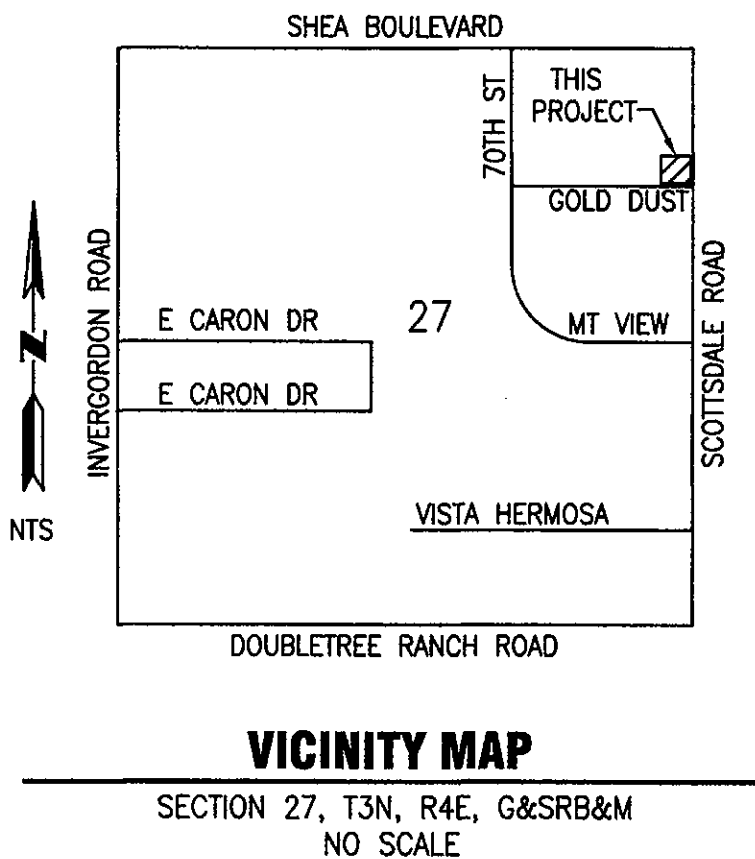 SHEA BOULEVARD
70TH ST
THIS
PROJECT
GOLD DUST
INVERGORDON ROAD
E CARON DR
27
MT VIEW
SCOTTSDALE ROAD
E CARON DR
N
NTS
VISTA HERMOSA
DOUBLETREE RANCH ROAD
VICINITY MAP
SECTION 27, T3N, R4E, G&SRB&M
NO SCALE